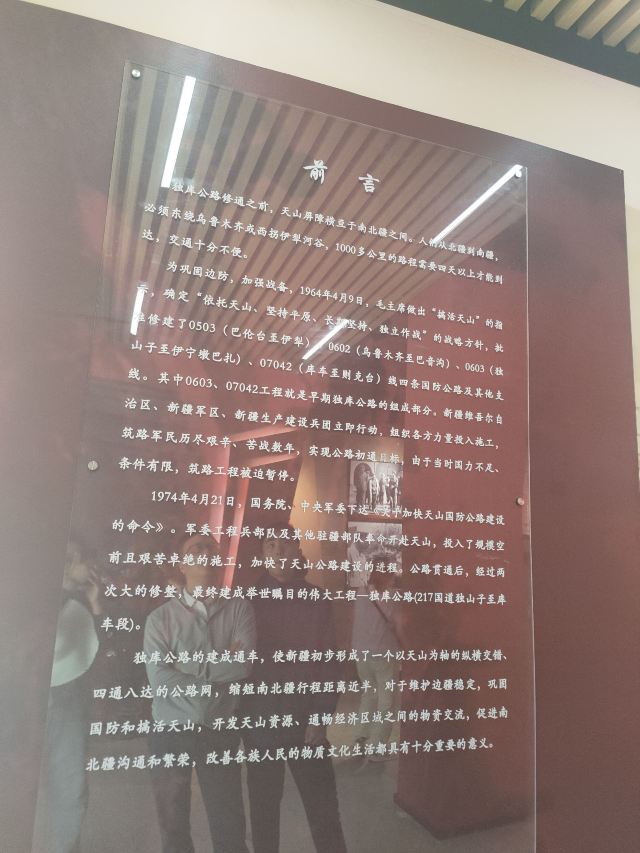 前言
独库公路修通之前，天山屏障横亘于南北疆之间。人们从北疆到南疆，
必须东绕乌鲁木齐或西拐伊犁河谷，1000多公里的路程需要四天以上才能到
达，交通十分不便。
为巩固边防，加强战备，1964年4月9日，毛主席做出“搞活天山”的指
示，确定“依托天山、坚持平原、长期坚持、独立作战”的战略方针，批
准修建了0503（巴伦台至伊犁）、0602（乌鲁木齐至巴音沟）、0603（独
山子至伊宁墩巴扎）、07042（库车至则克台）线四条国防公路及其他支
线。其中0603、07042工程就是早期独库公路的组成部分。新疆维吾尔自
治区、新疆军区、新疆生产建设兵团立即行动，组织各方力量投入施工，
筑路军民历尽艰辛、苦战数年，实现公路初通目标，由于当时国力不足、
条件有限，筑路工程被迫暂停。
1974年4月21日，国务院、中央军委下达《关于加快天山国防公路建设
的命令》。军委工程兵部队及其他驻疆部队奉命开赴天山，投入了规模空
前且艰苦卓绝的施工，加快了天山公路建设的进程。公路贯通后，经过两
次大的修整，最终建成举世瞩目的伟大工程—独库公路(217国道独山子至库
车段)。
独库公路的建成通车，使新疆初步形成了一个以天山为轴的纵横交错、
四通八达的公路网，缩短南北疆行程距离近半，对于维护边疆稳定，巩固
国防和搞活天山，开发天山资源、通畅经济区域之间的物资交流，促进南
北疆沟通和繁荣，改善各族人民的物质文化生活都具有十分重要的意义。